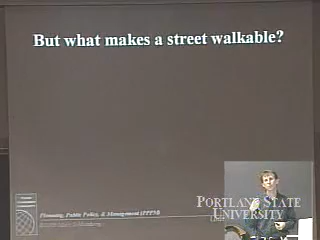 But what makes a street walkable?
Planning, Public Policy, & Management (PPPM)
PORTLAND STATE
UNIVERSITY